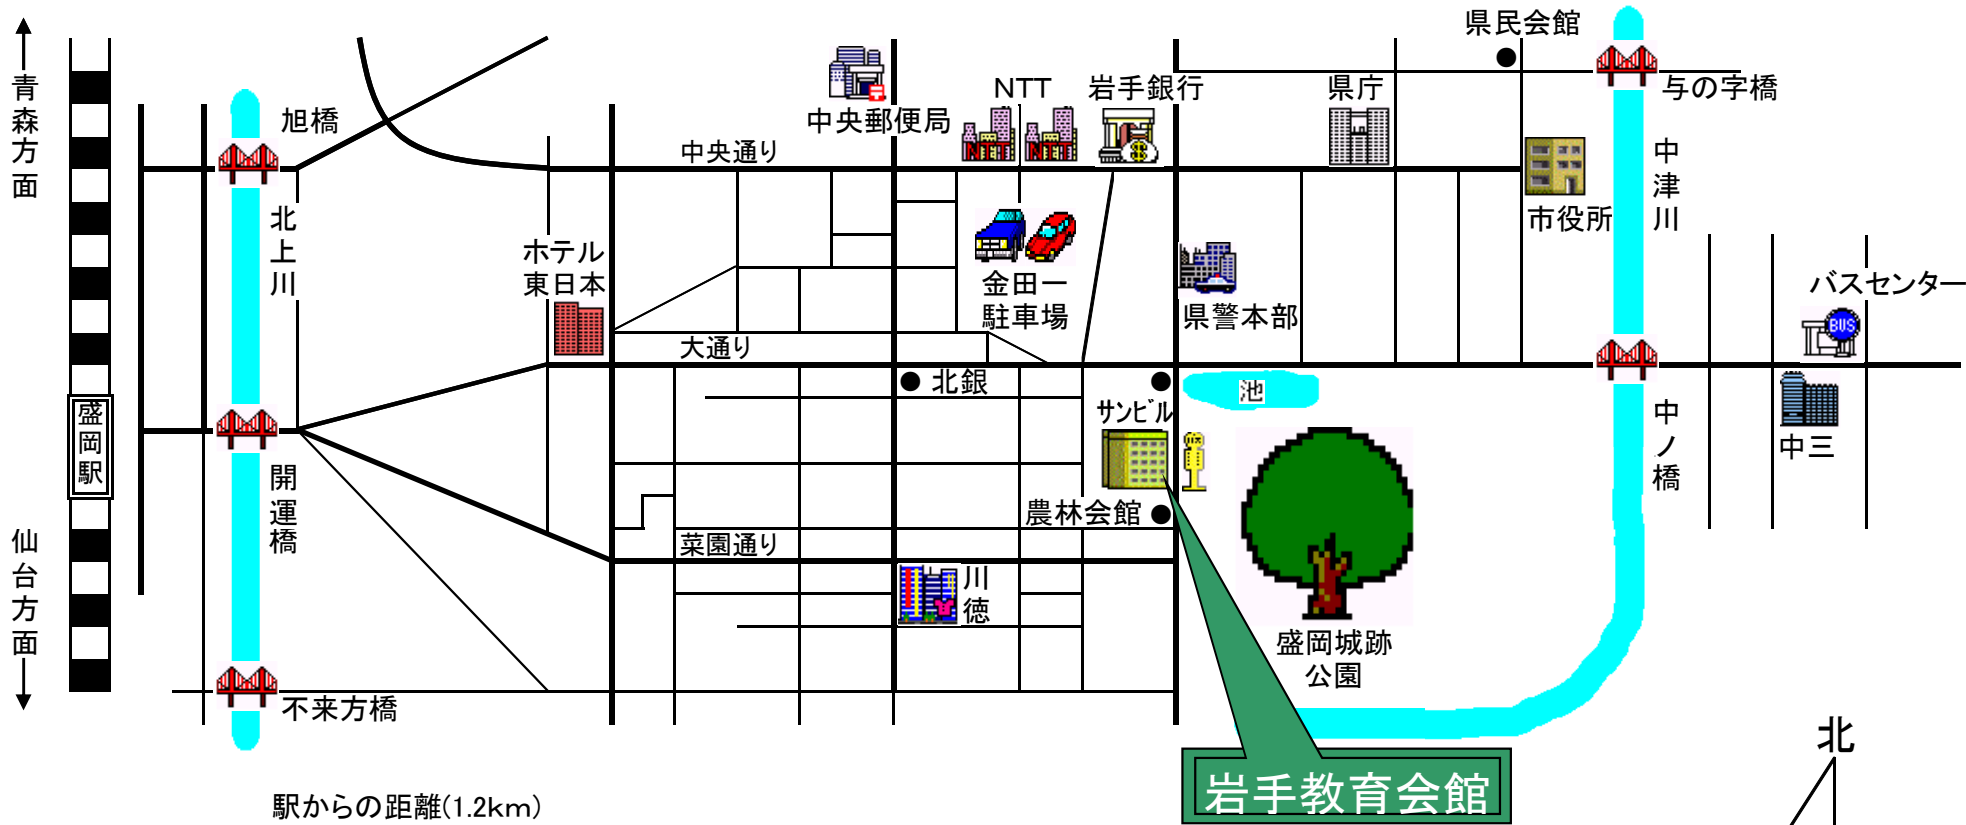 県民会館
青森方面
旭橋
中央郵便局
NTT
岩手銀行
県庁
与の字橋
中央通り
NTT
NTT
中津川
市役所
北上川
ホテル
東日本
金田一
駐車場
県警本部
バスセンター
BUS
大通り
北銀
池
サンビル
盛岡駅
中ノ橋
中三
開運橋
農林会館
仙台方面
菜園通り
川徳
盛岡城跡
公園
不来方橋
北
岩手教育会館
駅からの距離(1.2km)